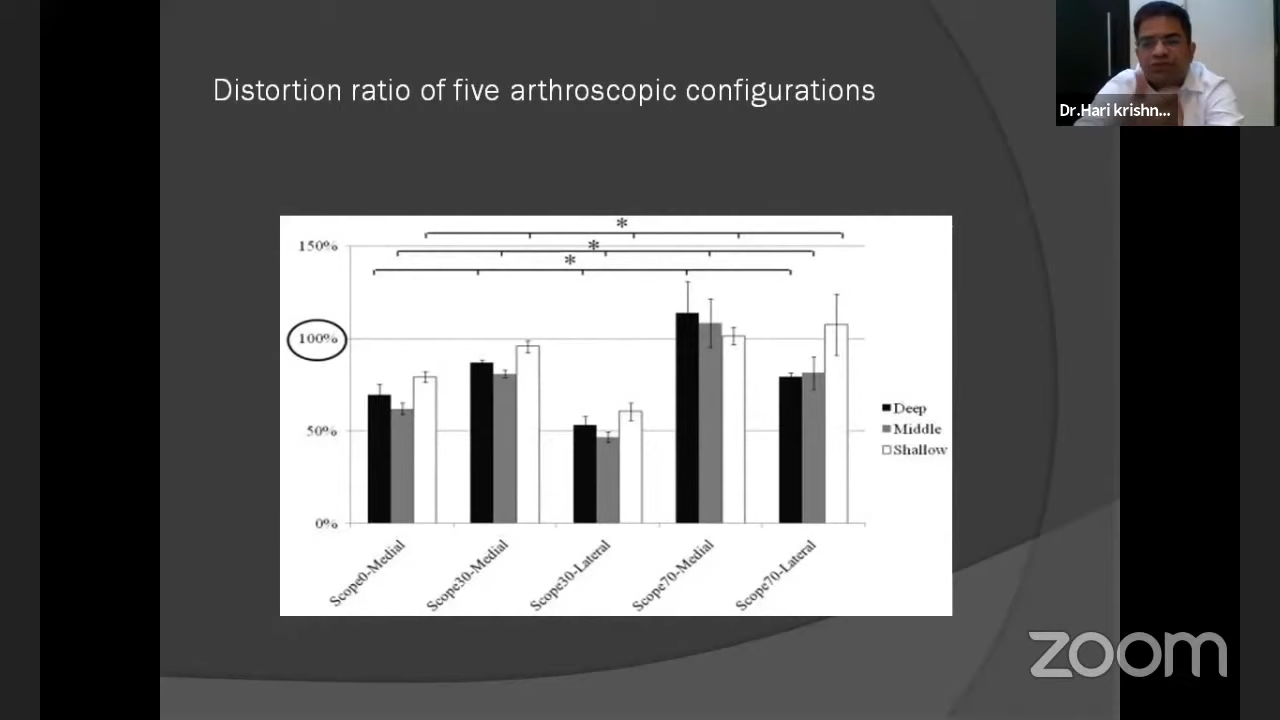 Distortion ratio of five arthroscopic configurations
Dr.Hari krishn...
*
*
*
150%
100%
50%
0%
Deep
Middle
Shallow
Scope0-Medial
Scope30-Medial
Scope30-Lateral
Scope70-Medial
Scope70-Lateral
zoom